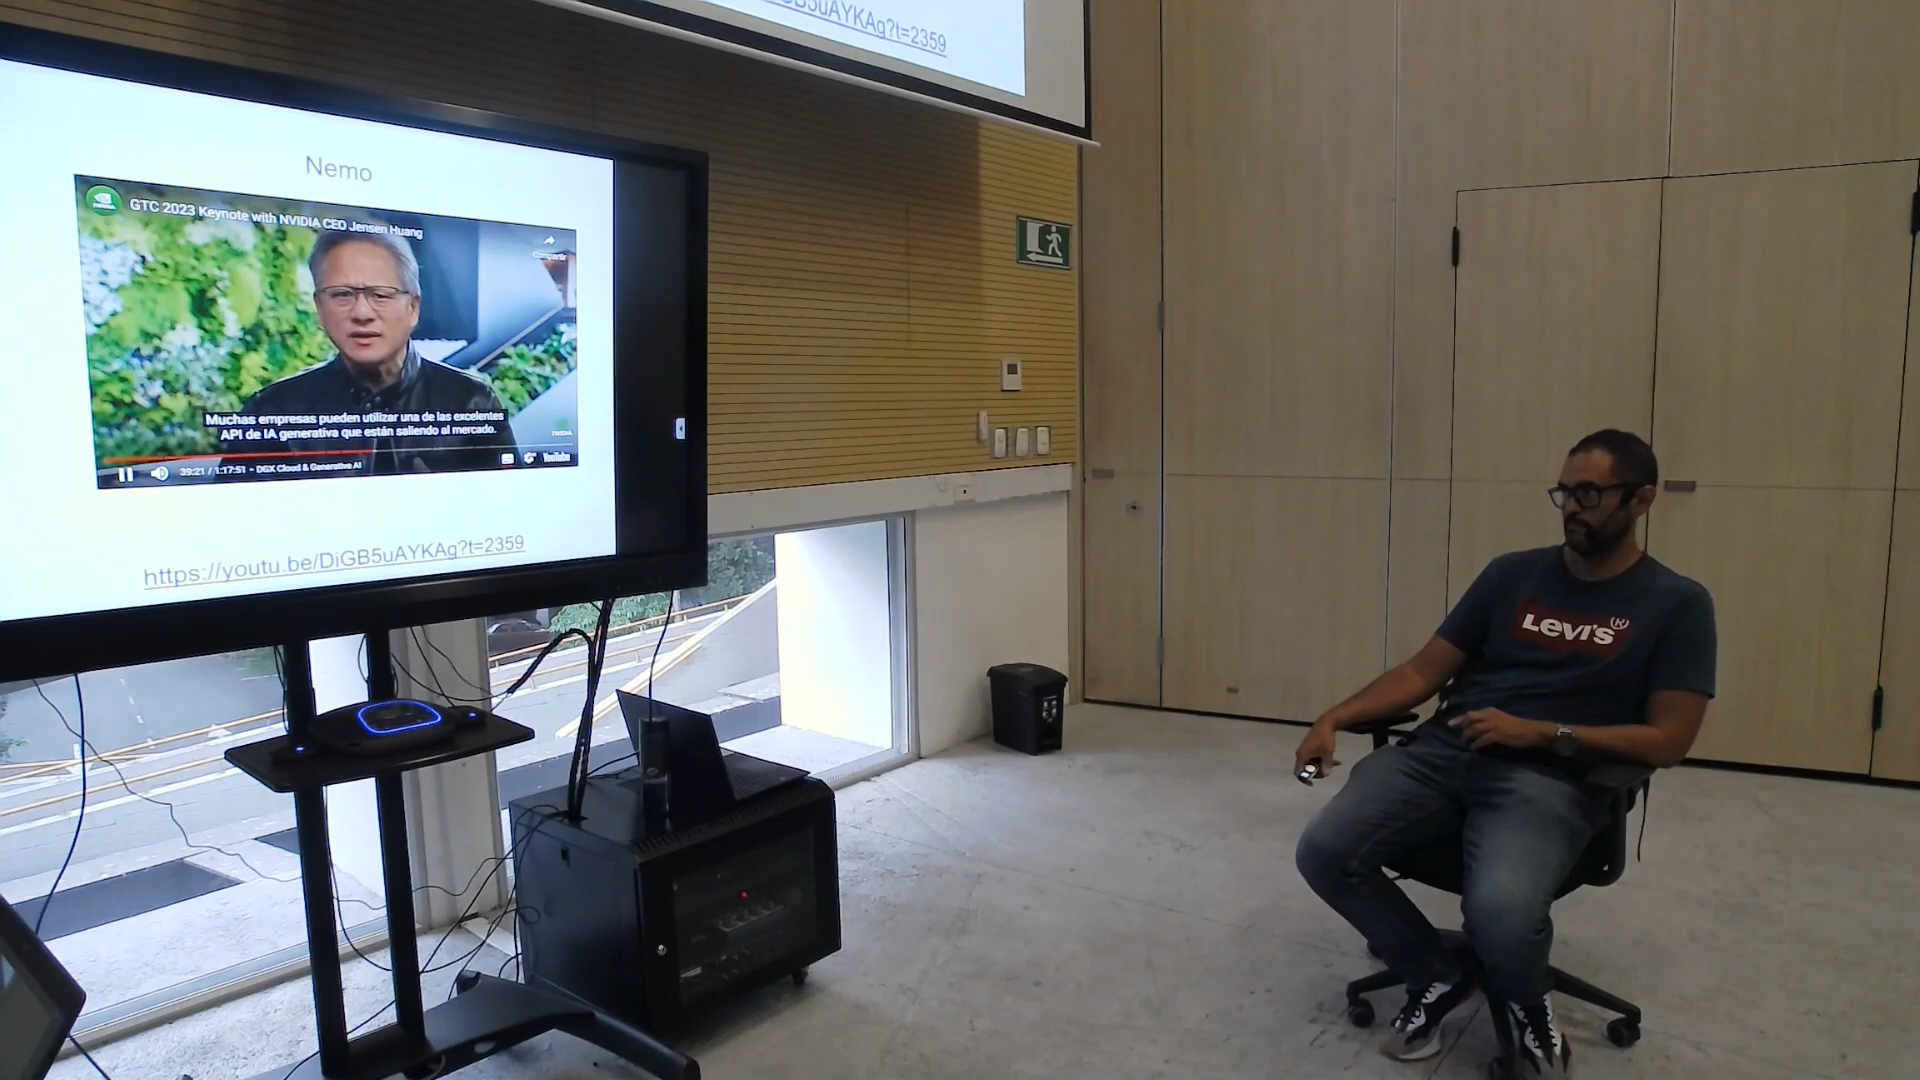 GB5uAYKAg?t=2359
Nemo
GTC 2023 Keynote with NVIDIA CEO Jensen Huang
Compartir
Muchas empresas pueden utilizar una de las excelentes
API de IA generativa que están saliendo al mercado.
NVIDIA
39:21 / 1:17:51 • DGX Cloud & Generative AI
YouTube
https://youtu.be/DiGB5uAYKAg?t=2359
LEVI'S®